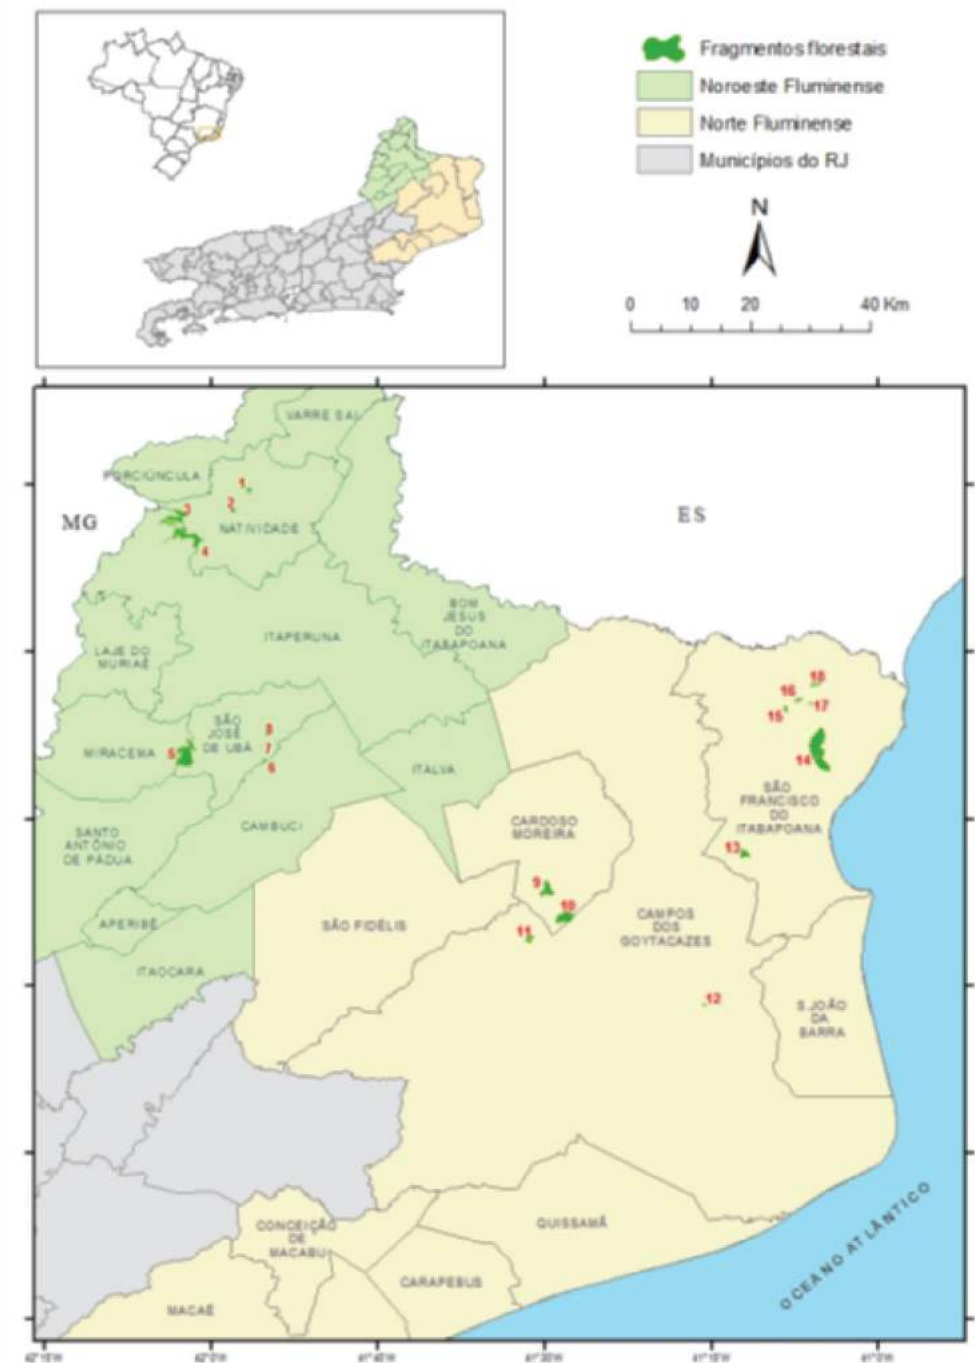 Fragmentos florestais
Noroeste Fluminense
Norte Fluminense
Municípios do RJ
N
0 10 20 40 Km
VARRE SAI
PORCIÚNCULA
1
2
3
MG
NATIVIDADE
4
ES
BOM
JESUS
DO
ITABAPOANA
ITAPERUNA
LAJE DO
MURIAÉ
18
16
17
15
SÃO
JOSÉ
DE UBÁ
8
7
6
MIRACEMA
5
14
ITALVA
SÃO
FRANCISCO
DO
ITABAPOANA
CARDOSO
MOREIRA
CAMBUCI
SANTO
ANTÔNIO
DE PÁDUA
13
9
10
11
APERIBÉ
SÃO FIDÉLIS
CAMPOS
DOS
GOYTACAZES
ITAOCARA
12
S.JOÃO
DA
BARRA
CONCEIÇÃO
DE
MACABU
QUISSAMÃ
CARAPEBUS
MACAÉ
OCEANO ATLÂNTICO